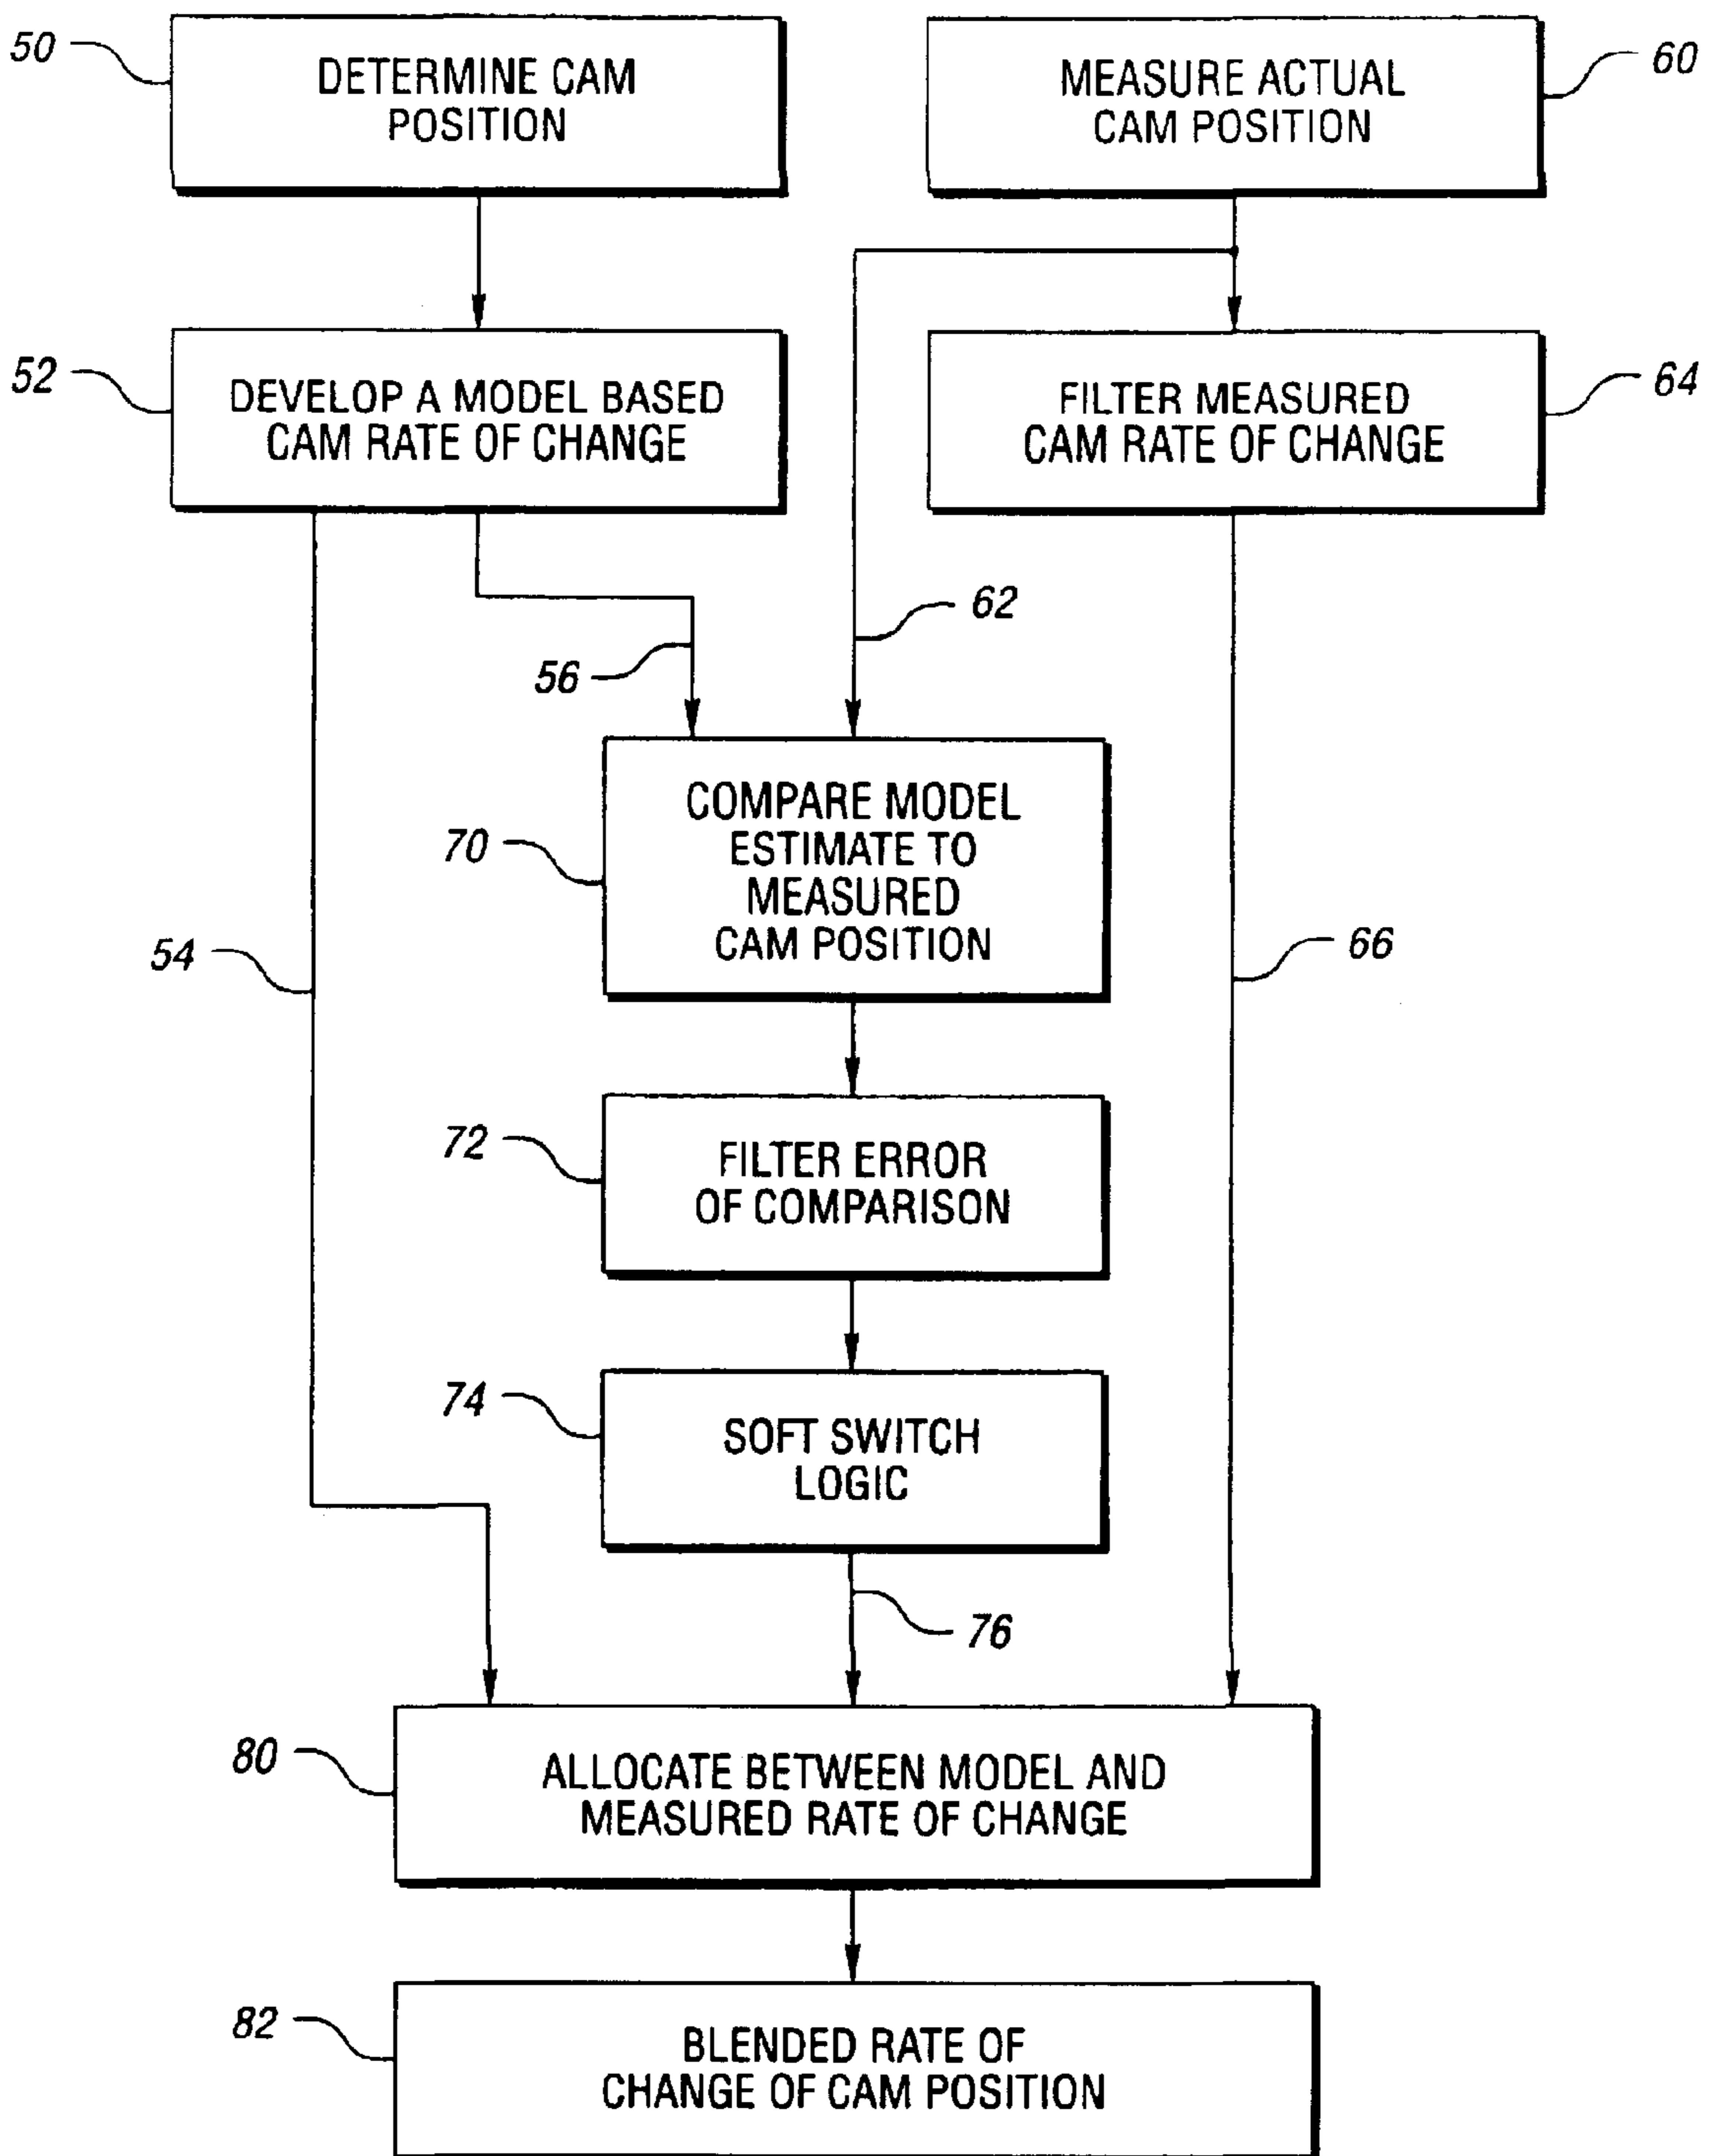 50
DETERMINE CAM
POSITION
MEASURE ACTUAL
CAM POSITION
60
52
DEVELOP A MODEL BASED
CAM RATE OF CHANGE
FILTER MEASURED
CAM RATE OF CHANGE
64
62
56
70
COMPARE MODEL
ESTIMATE TO
MEASURED
CAM POSITION
54
66
72
FILTER ERROR
OF COMPARISON
74
SOFT SWITCH
LOGIC
76
80
ALLOCATE BETWEEN MODEL AND
MEASURED RATE OF CHANGE
82
BLENDED RATE OF
CHANGE OF CAM POSITION